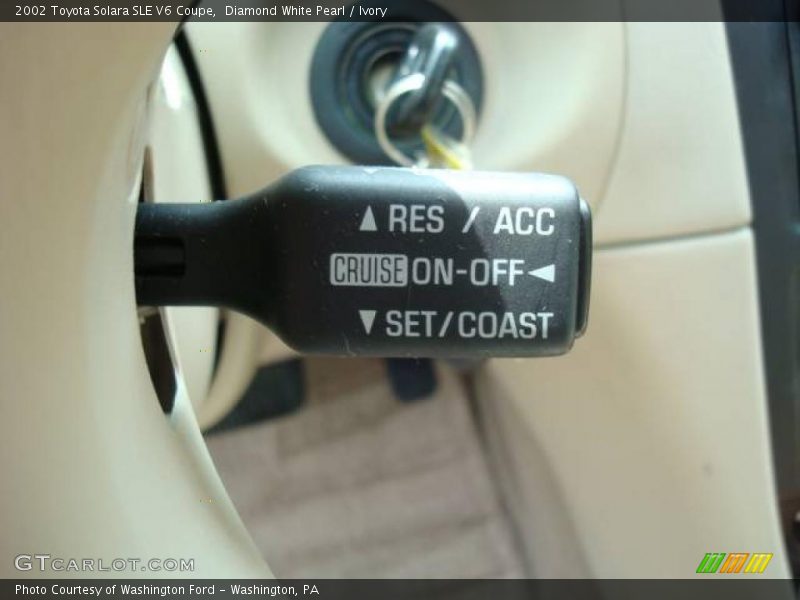 2002 Toyota Solara SLE V6 Coupe,  Diamond White Pearl / Ivory
▲ RES / ACC
CRUISE ON-OFF ◀
▼ SET/COAST
GTCARLOT.COM
Photo Courtesy of Washington Ford - Washington, PA